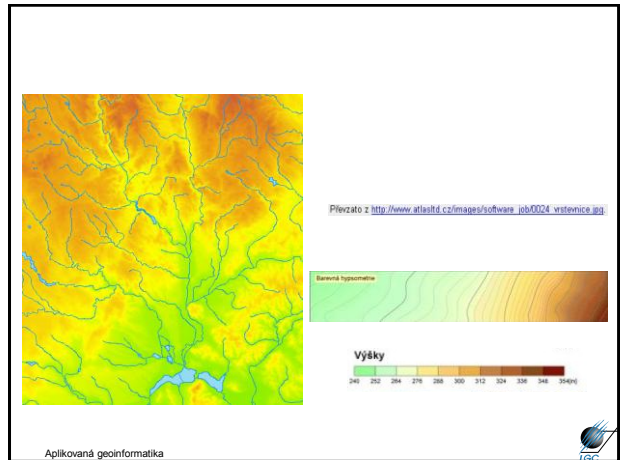 Převzato z http://www.atlasltd.cz/images/software_job/0024_vrstevnice.jpg.
Barevná hypsometrie
Výšky
240 252 264 276 288 300 312 324 336 348 354(m)
Aplikovaná geoinformatika
LGC